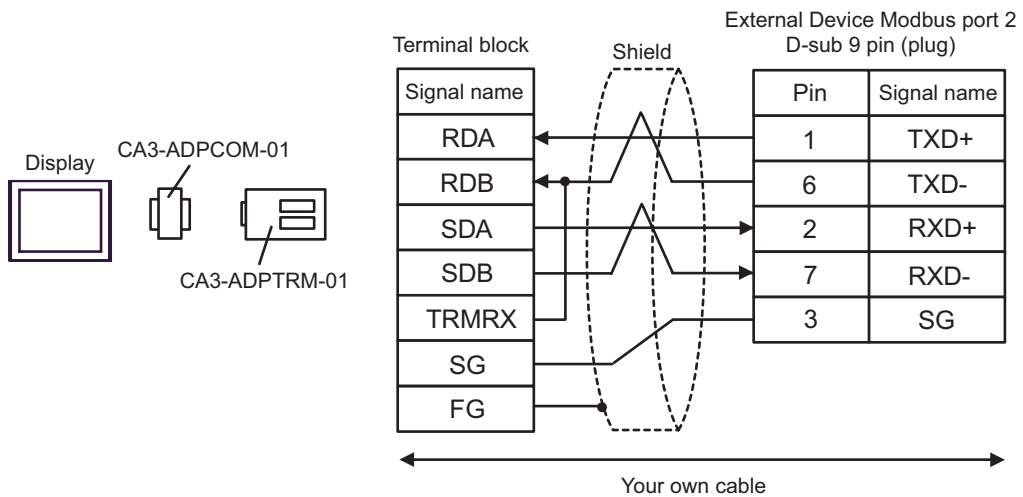 External Device Modbus port 2
D-sub 9 pin (plug)
Terminal block
Shield
Signal name
Pin
Signal name
RDA
1
TXD+
RDB
6
TXD-
SDA
2
RXD+
SDB
7
RXD-
TRMRX
3
SG
SG
FG
Display
CA3-ADPCOM-01
CA3-ADPTRM-01
Your own cable